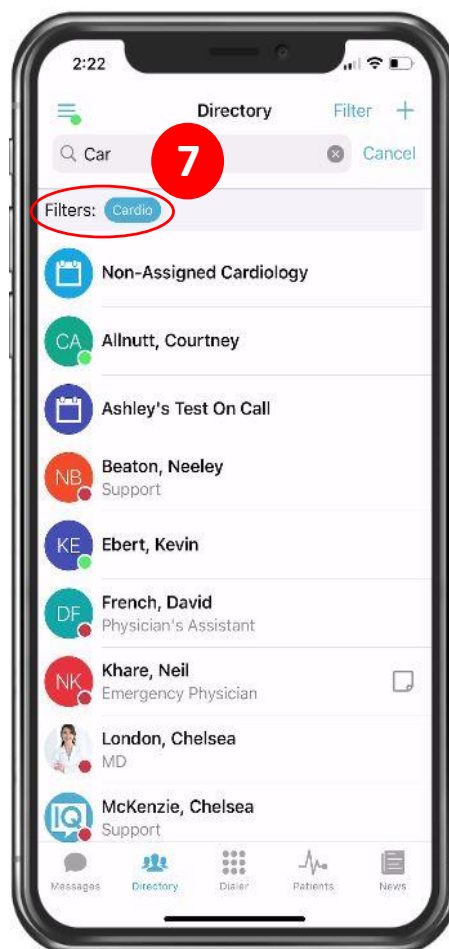 2:22
Directory Filter +
Car 7 Cancel
Filters: Cardio
Non-Assigned Cardiology
CA Allnutt, Courtney
Ashley's Test On Call
NB Beaton, Neeley
Support
KE Ebert, Kevin
DF French, David
Physician's Assistant
NK Khare, Neil
Emergency Physician
London, Chelsea
MD
IQ McKenzie, Chelsea
Support
Messages Directory Dialer Patients News